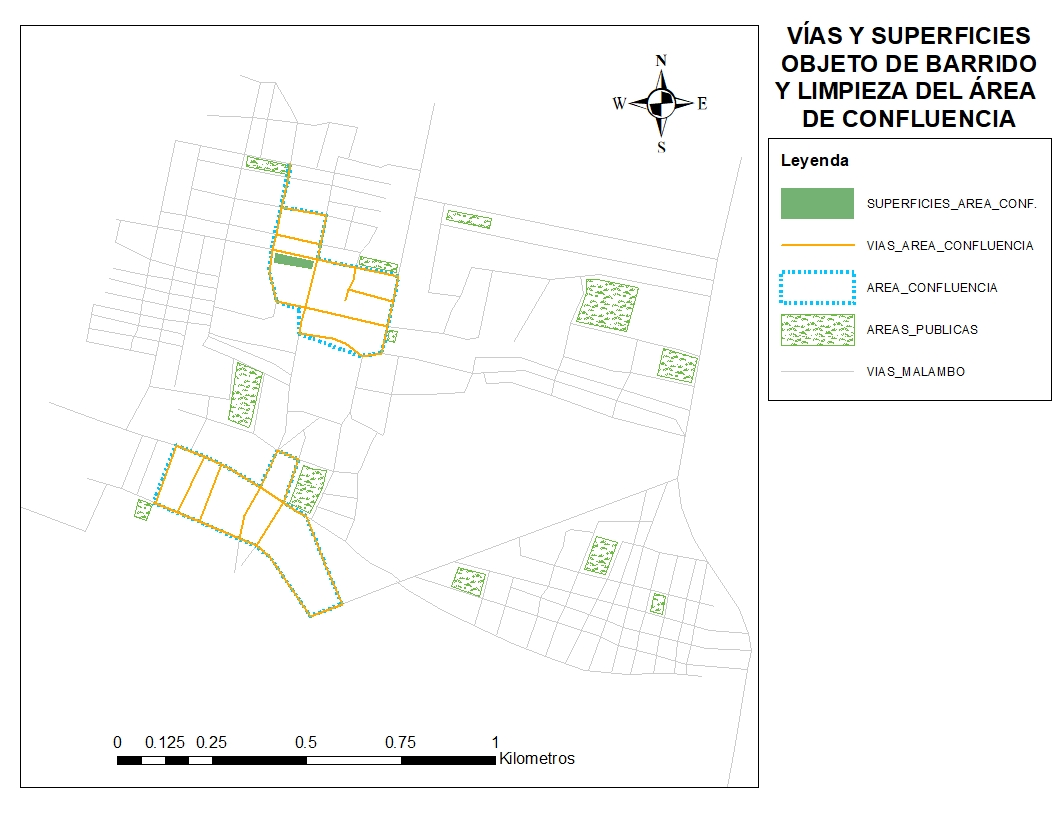 VÍAS Y SUPERFICIES
OBJETO DE BARRIDO
Y LIMPIEZA DEL ÁREA
DE CONFLUENCIA
N
W E
S
Leyenda
SUPERFICIES_AREA_CONF.
VIAS_AREA_CONFLUENCIA
AREA_CONFLUENCIA
AREAS_PUBLICAS
VIAS_MALAMBO
0 0.125 0.25 0.5 0.75 1
Kilometros